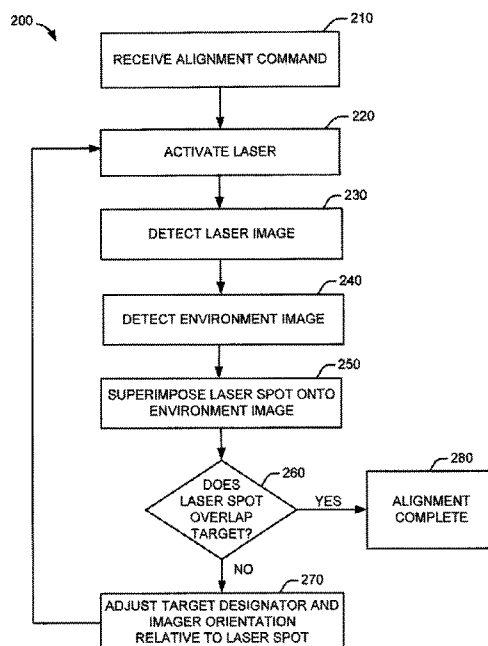 200
210
RECEIVE ALIGNMENT COMMAND
220
ACTIVATE LASER
230
DETECT LASER IMAGE
240
DETECT ENVIRONMENT IMAGE
250
SUPERIMPOSE LASER SPOT ONTO
ENVIRONMENT IMAGE
260
DOES
LASER SPOT
OVERLAP
TARGET?
YES
280
ALIGNMENT
COMPLETE
NO
270
ADJUST TARGET DESIGNATOR AND
IMAGER ORIENTATION
RELATIVE TO LASER SPOT